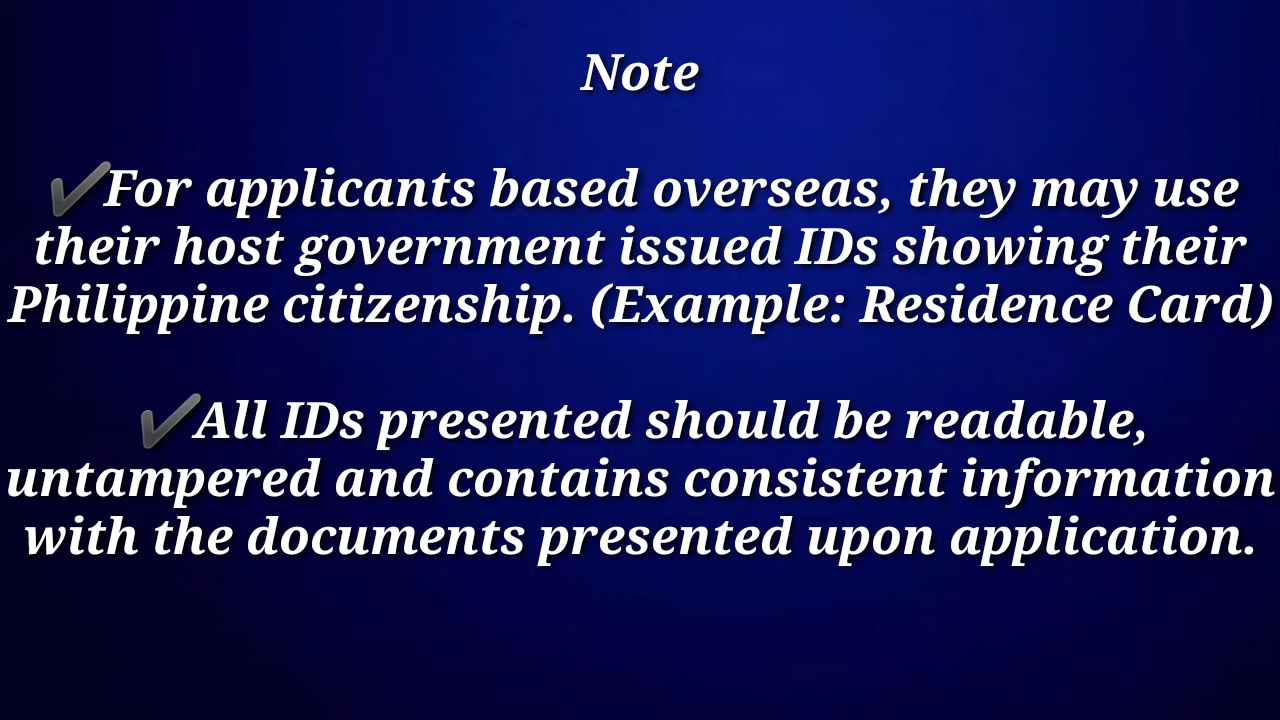 Note
✔For applicants based overseas, they may use
their host government issued IDs showing their
Philippine citizenship. (Example: Residence Card)
✔All IDs presented should be readable,
untampered and contains consistent information
with the documents presented upon application.